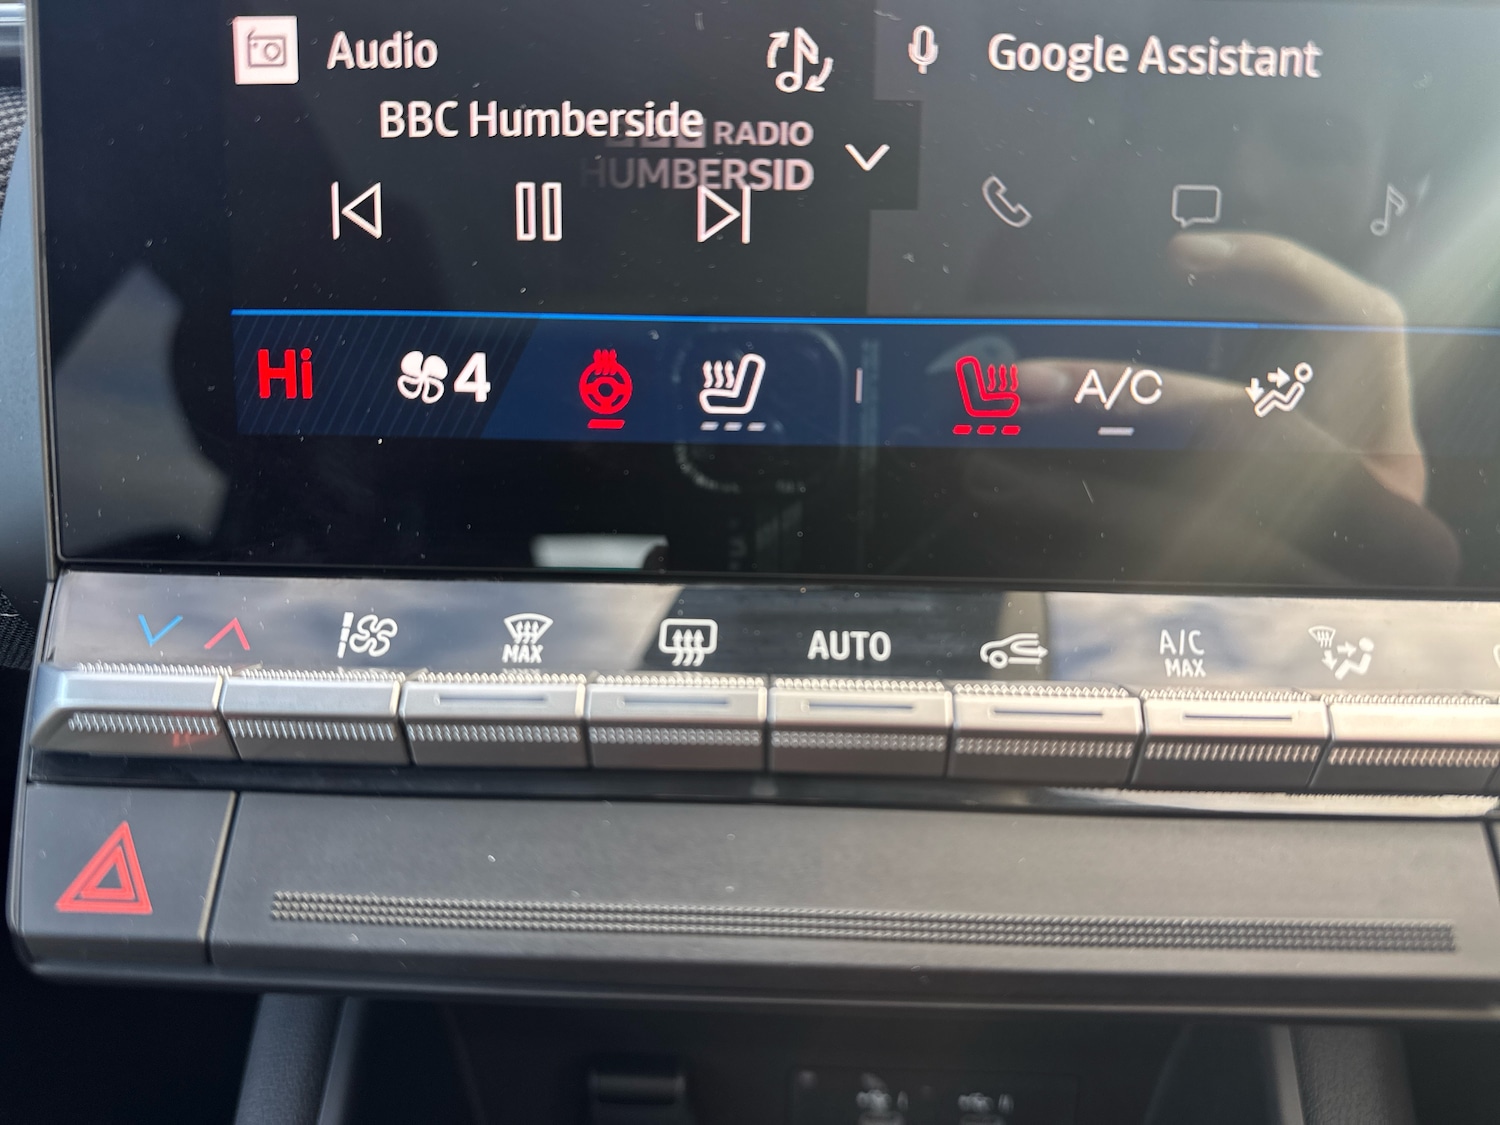 Audio
Google Assistant
BBC Humberside
RADIO
HUMBERSID
Hi
4
A/C
MAX
AUTO
A/C
MAX